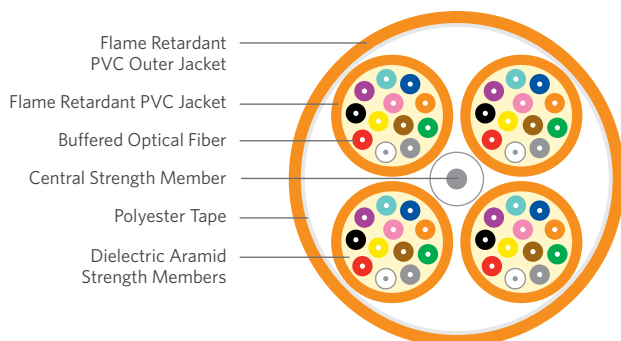 Flame Retardant
PVC Outer Jacket
Flame Retardant PVC Jacket
Buffered Optical Fiber
Central Strength Member
Polyester Tape
Dielectric Aramid
Strength Members